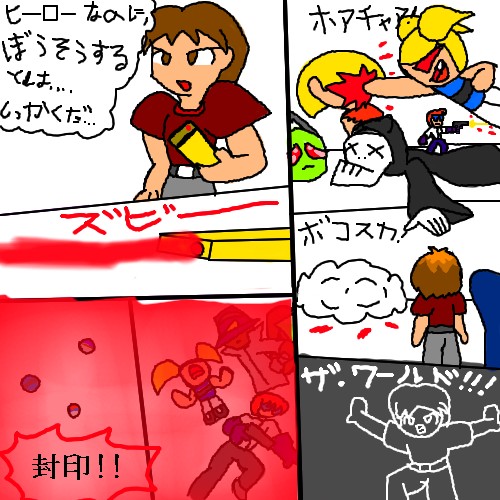 ホアチャア!
ボコスカ!
ザ・ワールド!!!
ヒーローなのに、
ぼうそうする
とは....
しっかくだ...
ズビーーー
封印!!